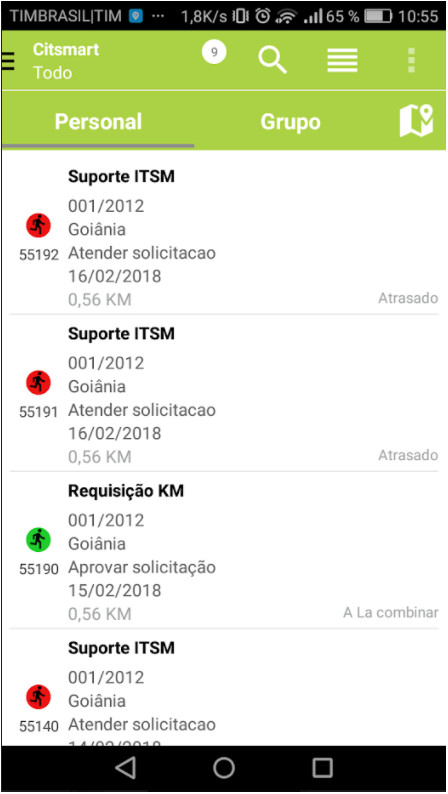 TIMBRASIL|TIM ... 1,8K/s 65 % 10:55
Citsmart
Todo
9
Personal
Grupo
Suporte ITSM
001/2012
Goiânia
55192 Atender solicitacao
16/02/2018
0,56 KM Atrasado
Suporte ITSM
001/2012
Goiânia
55191 Atender solicitacao
16/02/2018
0,56 KM Atrasado
Requisição KM
001/2012
Goiânia
55190 Aprovar solicitação
15/02/2018
0,56 KM A La combinar
Suporte ITSM
001/2012
Goiânia
55140 Atender solicitacao